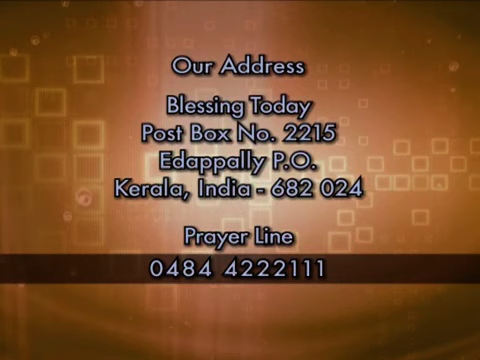 Our Address
Blessing Today
Post Box No. 2215
Edappally P.O.
Kerala, India - 682 024
Prayer Line
0484 4222111